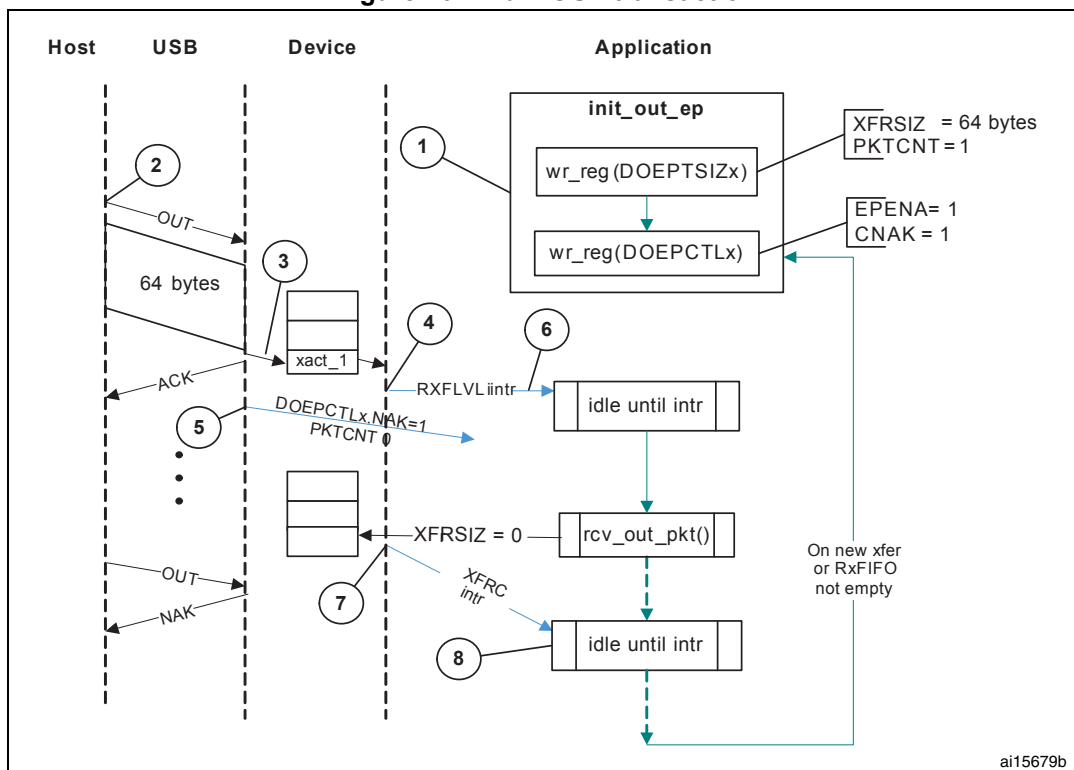 Host USB Device Application
init_out_ep
1
XFRSIZ = 64 bytes
PKTCNT = 1
wr_reg(DOEPTSIZx)
2
OUT
EPENA= 1
CNAK = 1
wr_reg(DOEPCTLx)
3
64 bytes
4
6
xact_1
ACK
RXFLVL iintr
idle until intr
DOEPCTLx.NAK=1
PKTCNT 0
5
XFRSIZ = 0
rcv_out_pkt()
On new xfer
or RxFIFO
not empty
OUT
XFRC
intr
7
NAK
idle until intr
8
ai15679b